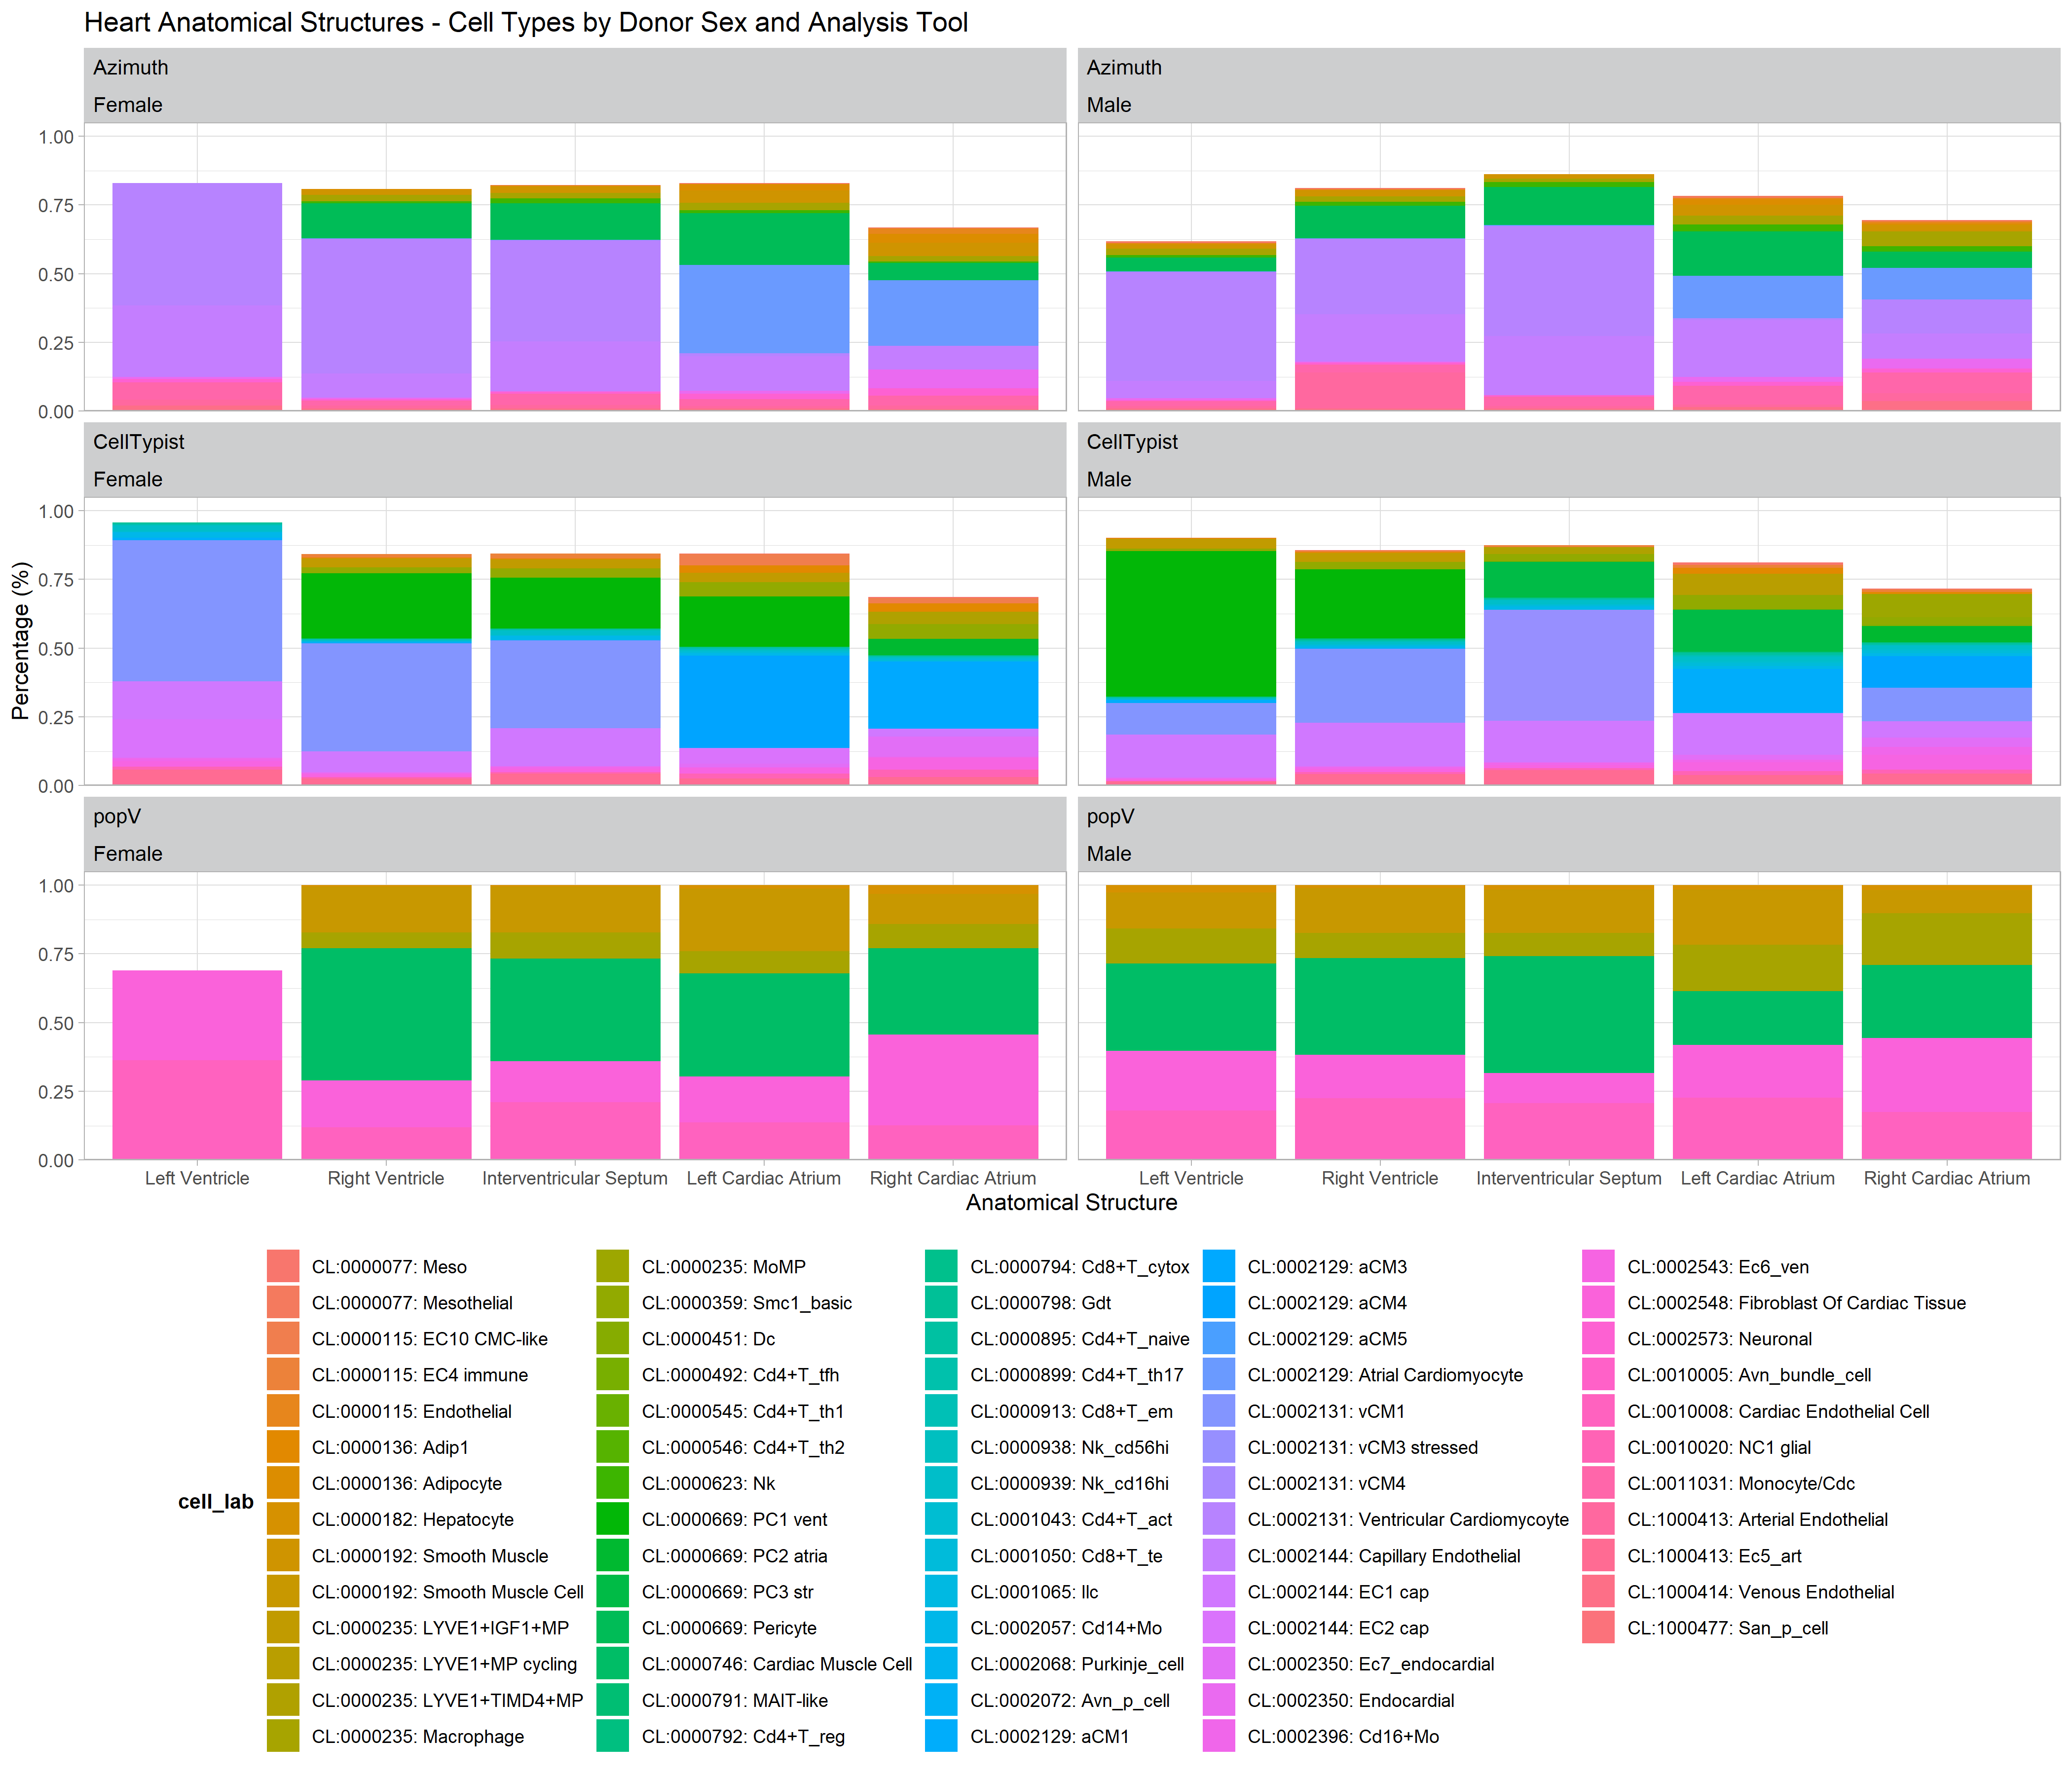 Heart Anatomical Structures - Cell Types by Donor Sex and Analysis Tool
Azimuth
Female
Azimuth
Male
1.00
0.75
0.50
0.25
0.00
CellTypist
Female
CellTypist
Male
1.00
0.75
0.50
0.25
0.00
Percentage (%)
popV
Female
popV
Male
1.00
0.75
0.50
0.25
0.00
Left Ventricle
Right Ventricle
Interventricular Septum
Left Cardiac Atrium
Right Cardiac Atrium
Left Ventricle
Right Ventricle
Interventricular Septum
Left Cardiac Atrium
Right Cardiac Atrium
Anatomical Structure
cell_lab
CL:0000077: Meso
CL:0000077: Mesothelial
CL:0000115: EC10 CMC-like
CL:0000115: EC4 immune
CL:0000115: Endothelial
CL:0000136: Adip1
CL:0000136: Adipocyte
CL:0000182: Hepatocyte
CL:0000192: Smooth Muscle
CL:0000192: Smooth Muscle Cell
CL:0000235: LYVE1+IGF1+MP
CL:0000235: LYVE1+MP cycling
CL:0000235: LYVE1+TIMD4+MP
CL:0000235: Macrophage
CL:0000235: MoMP
CL:0000359: Smc1_basic
CL:0000451: Dc
CL:0000492: Cd4+T_tfh
CL:0000545: Cd4+T_th1
CL:0000546: Cd4+T_th2
CL:0000623: Nk
CL:0000669: PC1 vent
CL:0000669: PC2 atria
CL:0000669: PC3 str
CL:0000669: Pericyte
CL:0000746: Cardiac Muscle Cell
CL:0000791: MAIT-like
CL:0000792: Cd4+T_reg
CL:0000794: Cd8+T_cytox
CL:0000798: Gdt
CL:0000895: Cd4+T_naive
CL:0000899: Cd4+T_th17
CL:0000913: Cd8+T_em
CL:0000938: Nk_cd56hi
CL:0000939: Nk_cd16hi
CL:0001043: Cd4+T_act
CL:0001050: Cd8+T_te
CL:0001065: Ilc
CL:0002057: Cd14+Mo
CL:0002068: Purkinje_cell
CL:0002072: Avn_p_cell
CL:0002129: aCM1
CL:0002129: aCM3
CL:0002129: aCM4
CL:0002129: aCM5
CL:0002129: Atrial Cardiomyocyte
CL:0002131: vCM1
CL:0002131: vCM3 stressed
CL:0002131: vCM4
CL:0002131: Ventricular Cardiomycoyte
CL:0002144: Capillary Endothelial
CL:0002144: EC1 cap
CL:0002144: EC2 cap
CL:0002350: Ec7_endocardial
CL:0002350: Endocardial
CL:0002396: Cd16+Mo
CL:0002543: Ec6_ven
CL:0002548: Fibroblast Of Cardiac Tissue
CL:0002573: Neuronal
CL:0010005: Avn_bundle_cell
CL:0010008: Cardiac Endothelial Cell
CL:0010020: NC1 glial
CL:0011031: Monocyte/Cdc
CL:1000413: Arterial Endothelial
CL:1000413: Ec5_art
CL:1000414: Venous Endothelial
CL:1000477: San_p_cell